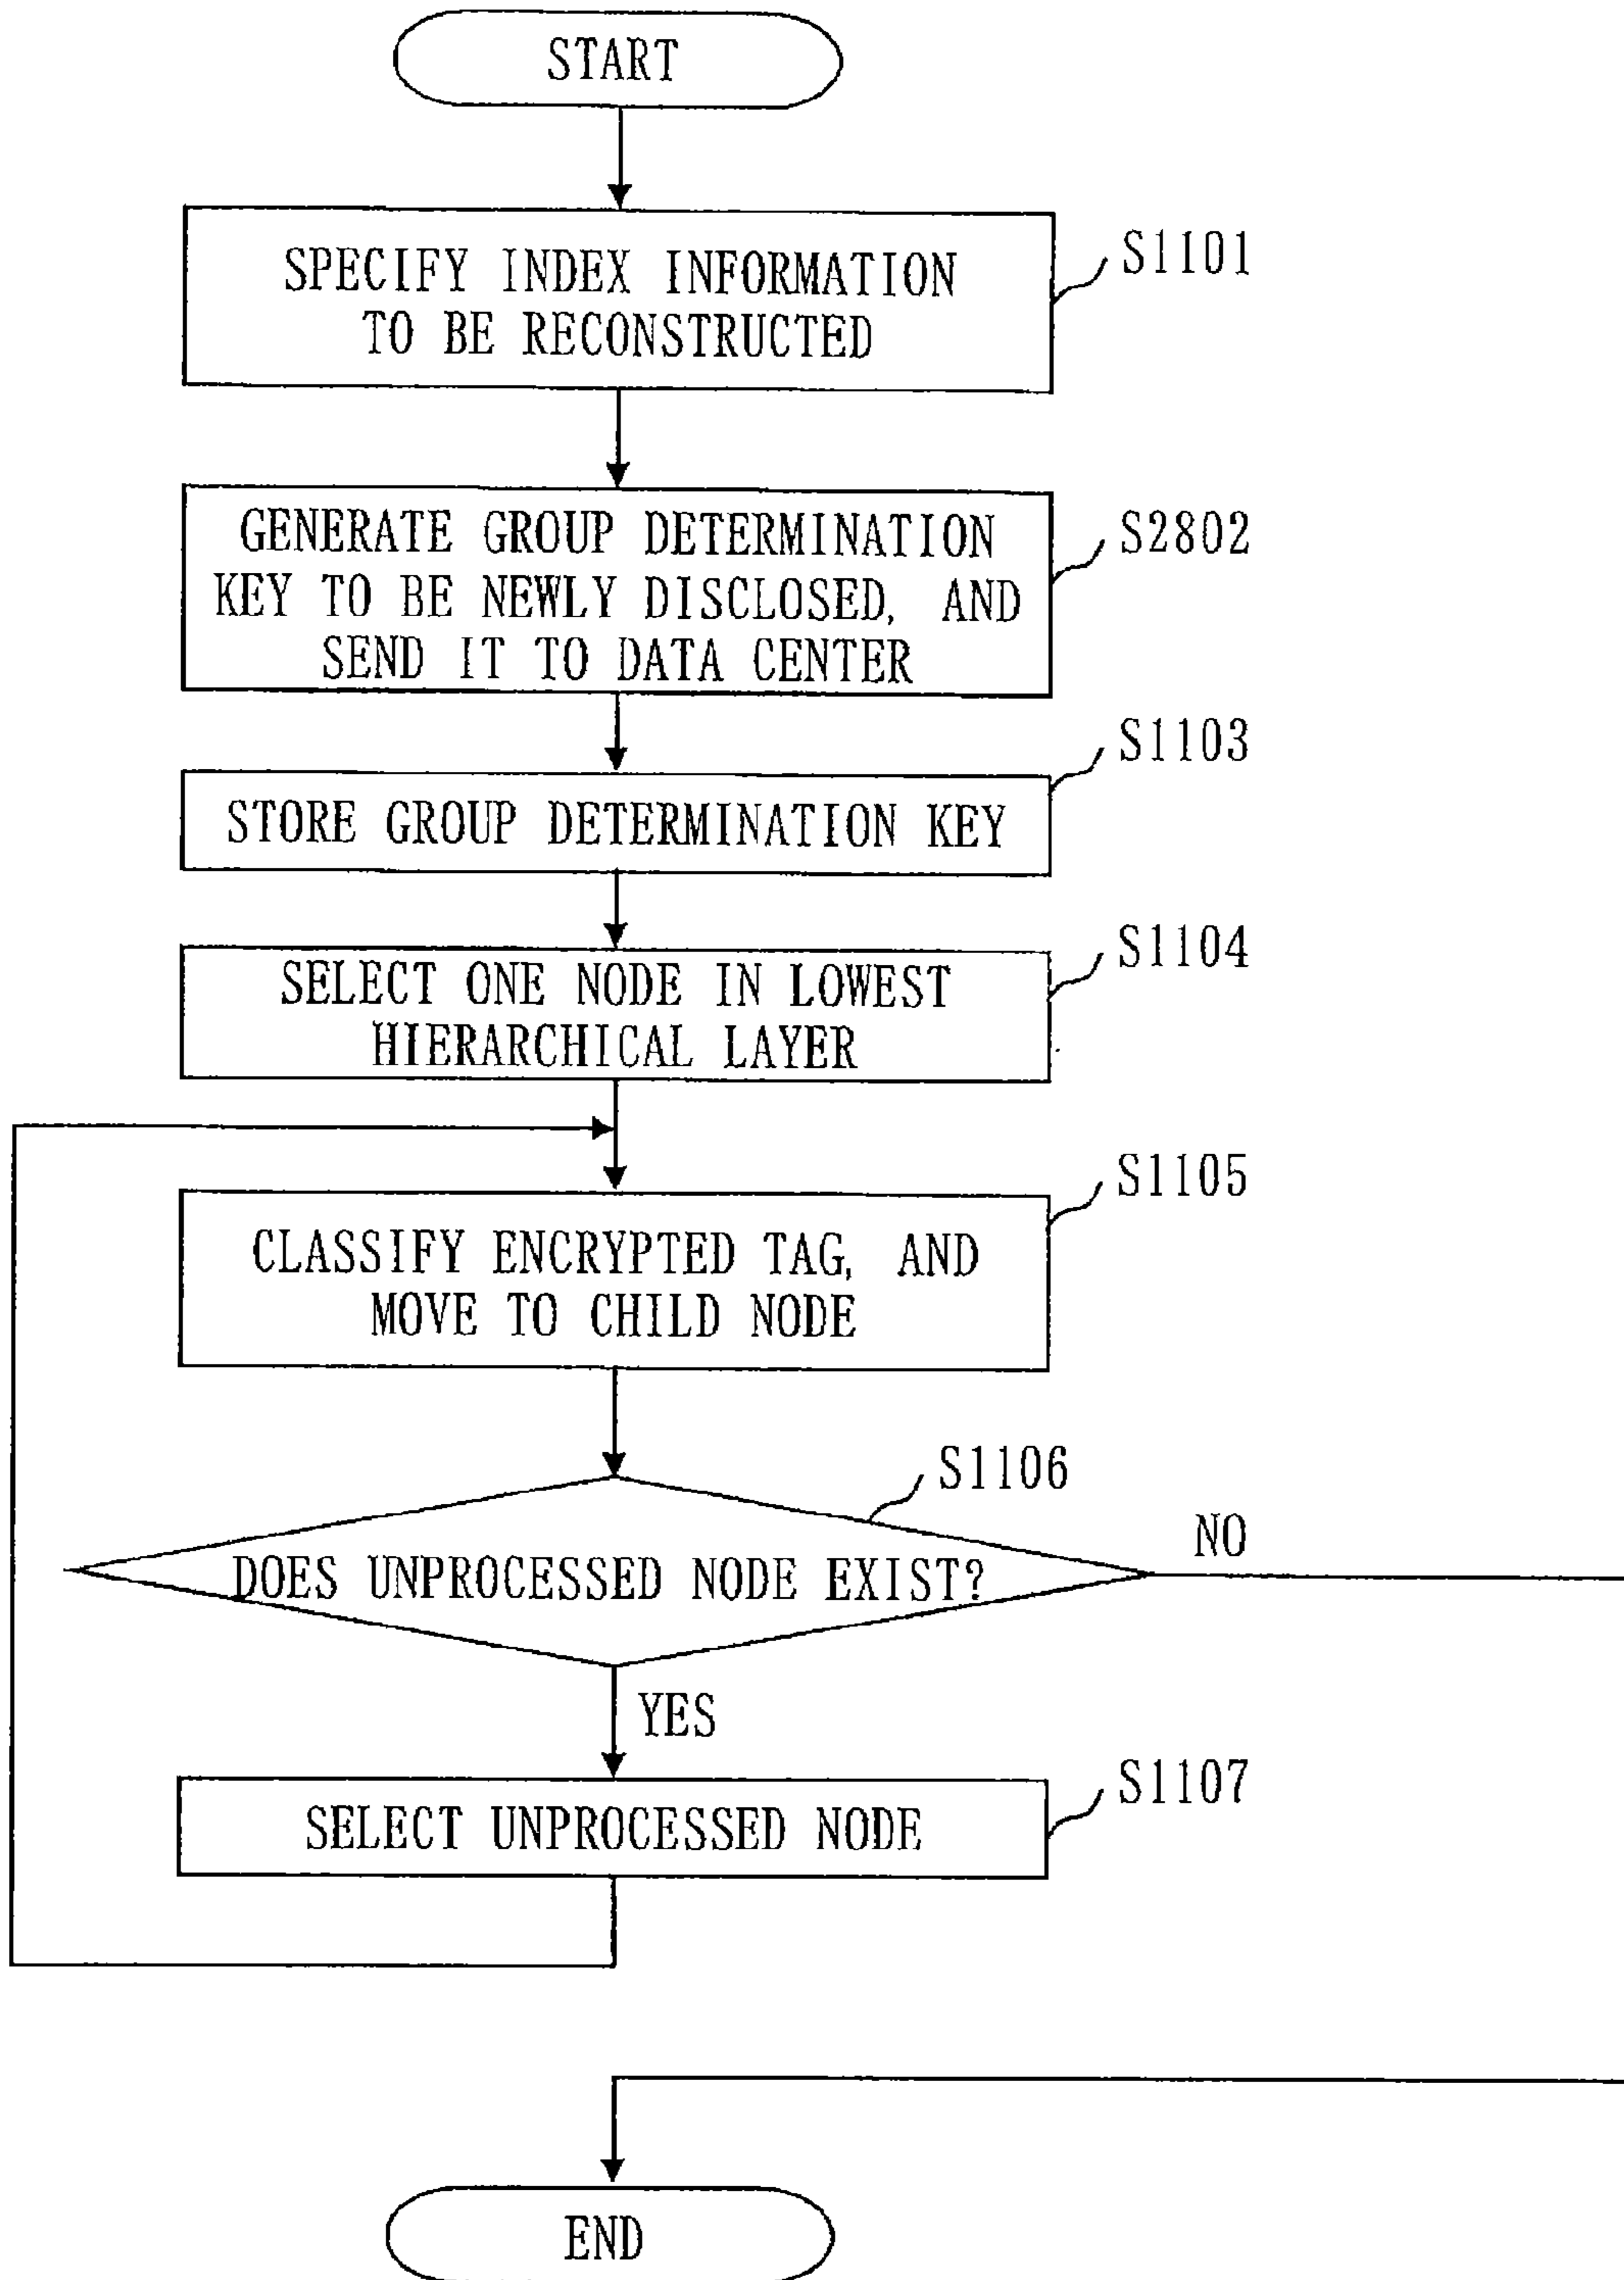 START
SPECIFY INDEX INFORMATION
TO BE RECONSTRUCTED
S1101
GENERATE GROUP DETERMINATION
KEY TO BE NEWLY DISCLOSED, AND
SEND IT TO DATA CENTER
S2802
S1103
STORE GROUP DETERMINATION KEY
S1104
SELECT ONE NODE IN LOWEST
HIERARCHICAL LAYER
S1105
CLASSIFY ENCRYPTED TAG, AND
MOVE TO CHILD NODE
S1106
NO
DOES UNPROCESSED NODE EXIST?
YES
S1107
SELECT UNPROCESSED NODE
END